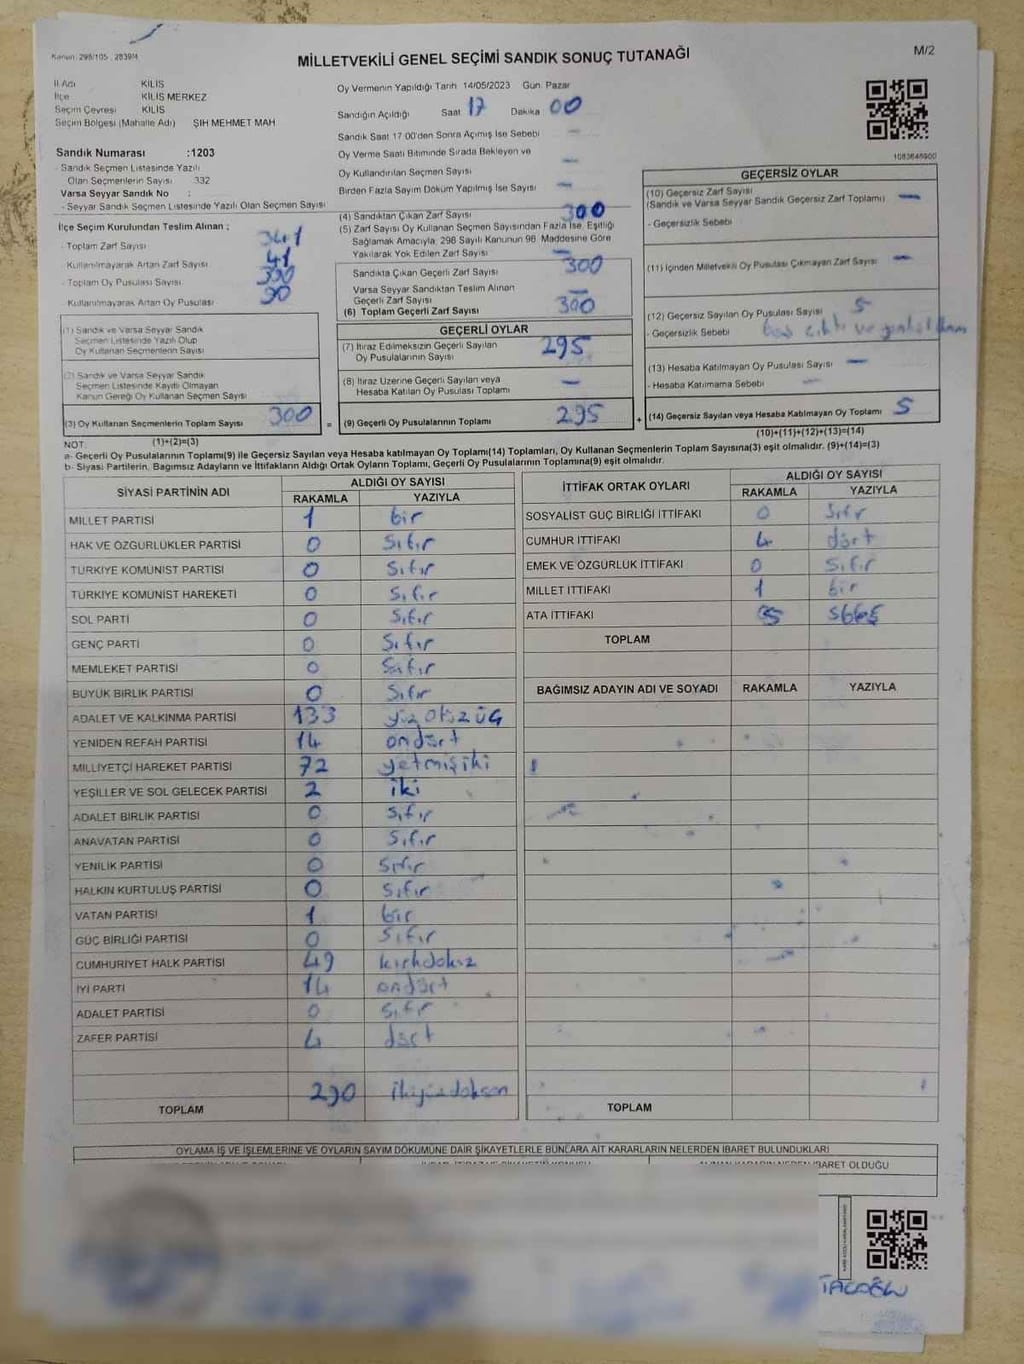 Kanun: 298/105, 2839/4
MİLLETVEKİLİ GENEL SEÇİMİ SANDIK SONUÇ TUTANAĞI
M/2
İl Adı KİLİS
İlçe KİLİS MERKEZ
Seçim Çevresi KİLİS
Seçim Bölgesi (Mahalle Adı) ŞIH MEHMET MAH
Oy Vermenin Yapıldığı Tarih 14/05/2023 Gün: Pazar
Sandığın Açıldığı Saat 17 Dakika 00
Sandık Saat 17:00'den Sonra Açımış İse Sebebi —
Oy Verme Saati Bitiminde Sırada Bekleyen ve
Oy Kullandırılan Seçmen Sayısı —
Birden Fazla Sayım Döküm Yapılmış İse Sayısı —
1083646900
Sandık Numarası :1203
- Sandık Seçmen Listesinde Yazılı
Olan Seçmenlerin Sayısı 332
Varsa Seyyar Sandık No :
- Seyyar Sandık Seçmen Listesinde Yazılı Olan Seçmen Sayısı
İlçe Seçim Kurulundan Teslim Alınan ;
- Toplam Zarf Sayısı 341
- Kullanılmayarak Artan Zarf Sayısı 41
- Toplam Oy Pusulası Sayısı 390
- Kullanılmayarak Artan Oy Pusulası 90
(1) Sandık ve Varsa Seyyar Sandık
Seçmen Listesinde Yazılı Olup
Oy Kullanan Seçmenlerin Sayısı
(2) Sandık ve Varsa Seyyar Sandık
Seçmen Listesinde Kayıtlı Olmayan
Kanun Gereği Oy Kullanan Seçmen Sayısı
(3) Oy Kullanan Seçmenlerin Toplam Sayısı 300
(1)+(2)=(3)
(4) Sandıktan Çıkan Zarf Sayısı 300
(5) Zarf Sayısı Oy Kullanan Seçmen Sayısından Fazla İse, Eşitliği
Sağlamak Amacıyla, 298 Sayılı Kanunun 98. Maddesine Göre
Yakılarak Yok Edilen Zarf Sayısı —
Sandıkta Çıkan Geçerli Zarf Sayısı 300
Varsa Seyyar Sandıktan Teslim Alınan
Geçerli Zarf Sayısı —
(6) Toplam Geçerli Zarf Sayısı 300
GEÇERLİ OYLAR
(7) İtiraz Edilmeksizin Geçerli Sayılan
Oy Pusulalarının Sayısı 295
(8) İtiraz Üzerine Geçerli Sayılan veya
Hesaba Katılan Oy Pusulası Toplamı —
= (9) Geçerli Oy Pusulalarının Toplamı 295 +
GEÇERSİZ OYLAR
(10) Geçersiz Zarf Sayısı
(Sandık ve Varsa Seyyar Sandık Geçersiz Zarf Toplamı) —
- Geçersizlik Sebebi
(11) İçinden Milletvekili Oy Pusulası Çıkmayan Zarf Sayısı —
(12) Geçersiz Sayılan Oy Pusulası Sayısı 5
- Geçersizlik Sebebi boş çıktı ve
(13) Hesaba Katılmayan Oy Pusulası Sayısı —
- Hesaba Katılmama Sebebi —
(14) Geçersiz Sayılan veya Hesaba Katılmayan Oy Toplamı 5
(10)+(11)+(12)+(13)=(14)
NOT:
a- Geçerli Oy Pusulalarının Toplamı(9) ile Geçersiz Sayılan veya Hesaba katılmayan Oy Toplamı(14) Toplamları, Oy Kullanan Seçmenlerin Toplam Sayısına(3) eşit olmalıdır. (9)+(14)=(3)
b- Siyasi Partilerin, Bağımsız Adayların ve İttifakların Aldığı Ortak Oyların Toplamı, Geçerli Oy Pusulalarının Toplamına(9) eşit olmalıdır.
SİYASİ PARTİNİN ADI ALDIĞI OY SAYISI
RAKAMLA YAZIYLA
MİLLET PARTİSİ 1 bir
HAK VE ÖZGÜRLÜKLER PARTİSİ 0 Sıfır
TÜRKİYE KOMÜNİST PARTİSİ 0 Sıfır
TÜRKİYE KOMÜNİST HAREKETİ 0 Sıfır
SOL PARTİ 0 Sıfır
GENÇ PARTİ 0 Sıfır
MEMLEKET PARTİSİ 0 Sıfır
BÜYÜK BİRLİK PARTİSİ 0 Sıfır
ADALET VE KALKINMA PARTİSİ 133 yüz otuz üç
YENİDEN REFAH PARTİSİ 14 ondört
MİLLİYETÇİ HAREKET PARTİSİ 72 yetmişiki
YEŞİLLER VE SOL GELECEK PARTİSİ 2 iki
ADALET BİRLİK PARTİSİ 0 Sıfır
ANAVATAN PARTİSİ 0 Sıfır
YENİLİK PARTİSİ 0 Sıfır
HALKIN KURTULUŞ PARTİSİ 0 Sıfır
VATAN PARTİSİ 1 bir
GÜÇ BİRLİĞİ PARTİSİ 0 Sıfır
CUMHURİYET HALK PARTİSİ 49 kırkdokuz
İYİ PARTİ 14 ondört
ADALET PARTİSİ 0 Sıfır
ZAFER PARTİSİ 4 dört
TOPLAM 290 ikiyüzdoksan
İTTİFAK ORTAK OYLARI ALDIĞI OY SAYISI
RAKAMLA YAZIYLA
SOSYALİST GÜÇ BİRLİĞİ İTTİFAKI 0 Sıfır
CUMHUR İTTİFAKI 4 dört
EMEK VE ÖZGÜRLÜK İTTİFAKI 0 Sıfır
MİLLET İTTİFAKI 1 bir
ATA İTTİFAKI
TOPLAM
BAĞIMSIZ ADAYIN ADI VE SOYADI RAKAMLA YAZIYLA
TOPLAM
OYLAMA İŞ VE İŞLEMLERİNE VE OYLARIN SAYIM DÖKÜMÜNE DAİR ŞİKAYETLERLE BUNLARA AİT KARARLARIN NELERDEN İBARET BULUNDUKLARI
İBARET OLDUĞU